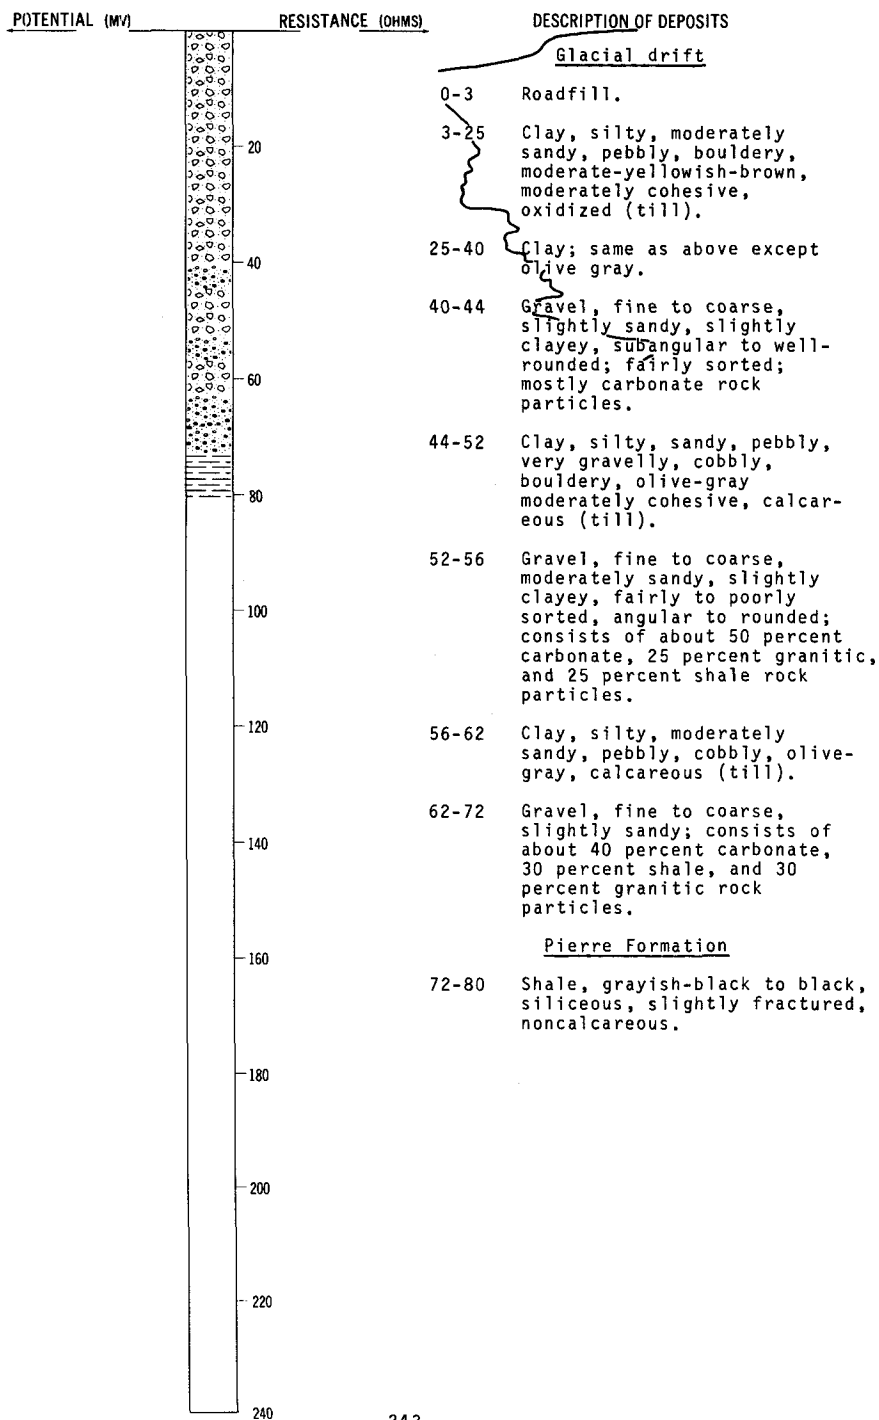 POTENTIAL (MV) RESISTANCE (OHMS) DESCRIPTION OF DEPOSITS
Glacial drift
0-3 Roadfill.
3-25 Clay, silty, moderately
sandy, pebbly, bouldery,
moderate-yellowish-brown,
moderately cohesive,
oxidized (till).
25-40 Clay; same as above except
olive gray.
40-44 Gravel, fine to coarse,
slightly sandy, slightly
clayey, subangular to well-
rounded; fairly sorted;
mostly carbonate rock
particles.
44-52 Clay, silty, sandy, pebbly,
very gravelly, cobbly,
bouldery, olive-gray
moderately cohesive, calcar-
eous (till).
52-56 Gravel, fine to coarse,
moderately sandy, slightly
clayey, fairly to poorly
sorted, angular to rounded;
consists of about 50 percent
carbonate, 25 percent granitic,
and 25 percent shale rock
particles.
56-62 Clay, silty, moderately
sandy, pebbly, cobbly, olive-
gray, calcareous (till).
62-72 Gravel, fine to coarse,
slightly sandy; consists of
about 40 percent carbonate,
30 percent shale, and 30
percent granitic rock
particles.
Pierre Formation
72-80 Shale, grayish-black to black,
siliceous, slightly fractured,
noncalcareous.
20
40
60
80
100
120
140
160
180
200
220
240